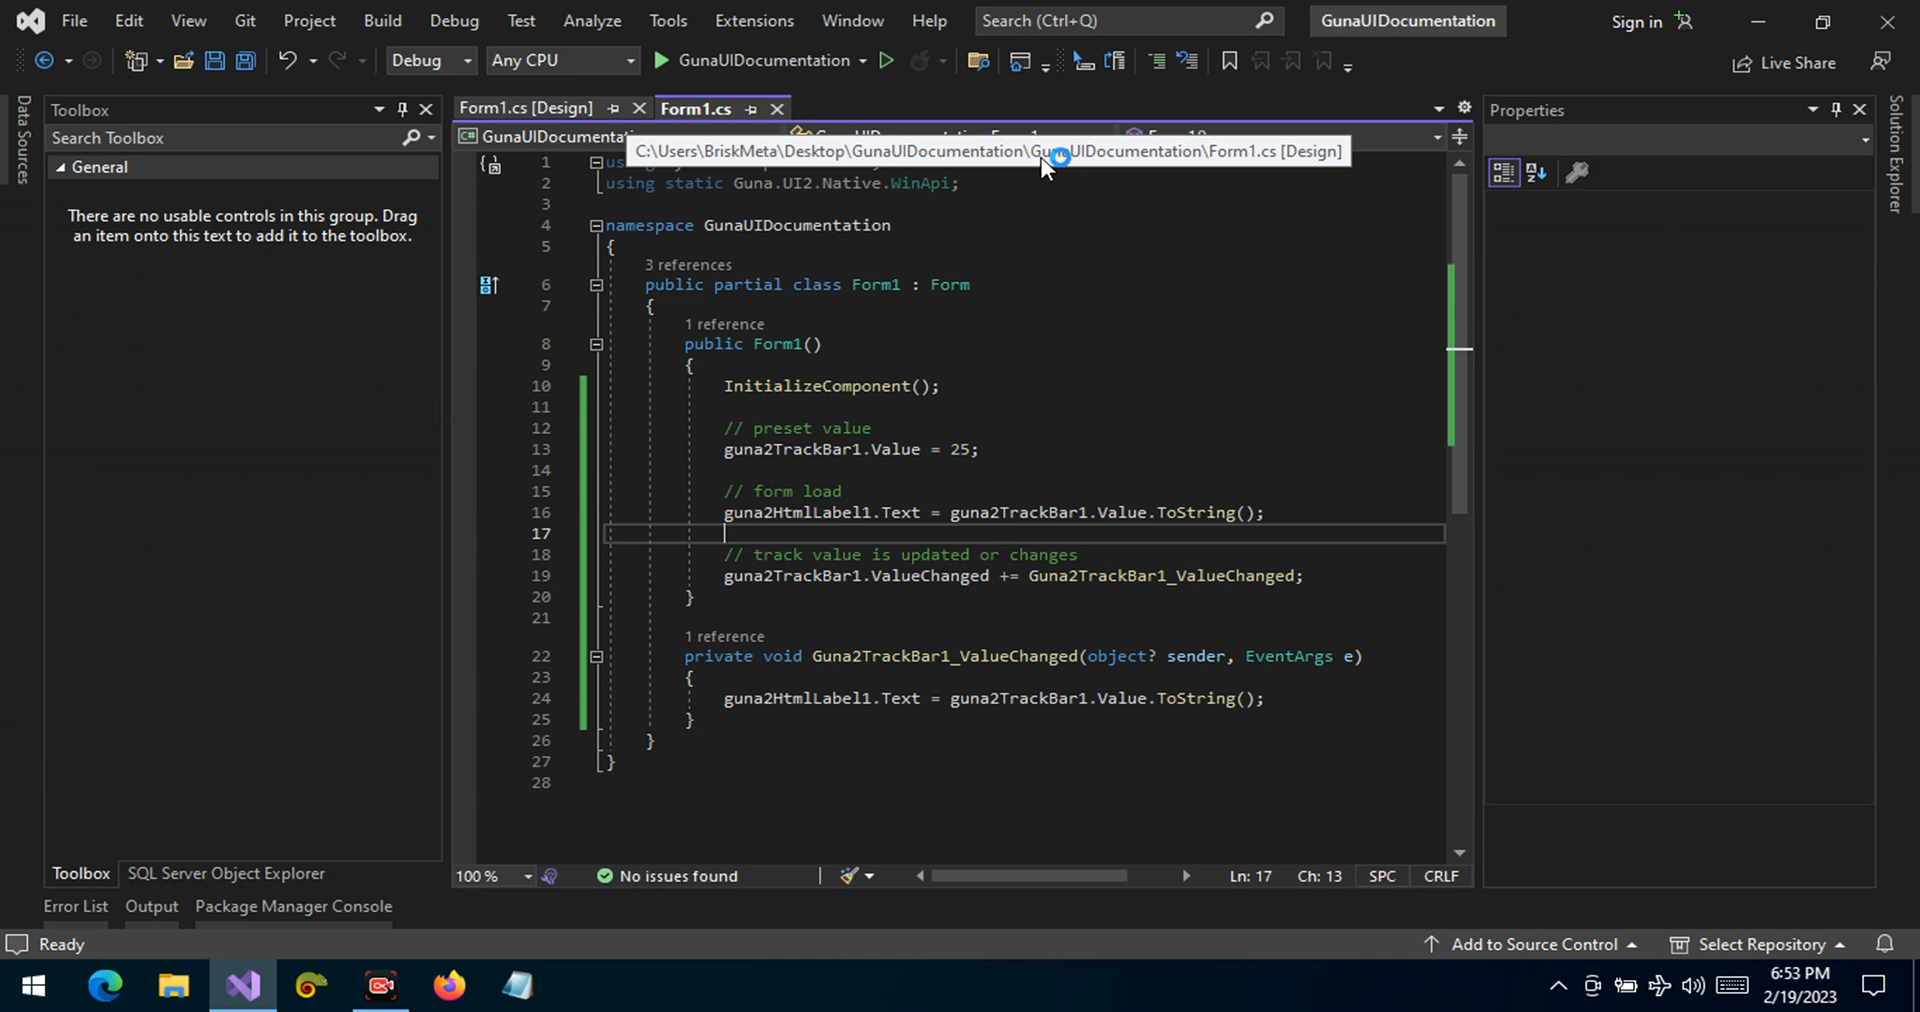 File Edit View Git Project Build Debug Test Analyze Tools Extensions Window Help Search (Ctrl+Q) GunaUIDocumentation Sign in
Debug Any CPU GunaUIDocumentation Live Share
Data Sources
Toolbox
Search Toolbox
General
There are no usable controls in this group. Drag
an item onto this text to add it to the toolbox.
Form1.cs [Design] Form1.cs
C:\Users\BriskMeta\Desktop\GunaUIDocumentation\GunaUIDocumentation\Form1.cs [Design]
1
2 using static Guna.UI2.Native.WinApi;
3
4 namespace GunaUIDocumentation
5 {
3 references
6 public partial class Form1 : Form
7 {
1 reference
8 public Form1()
9 {
10 InitializeComponent();
11
12 // preset value
13 guna2TrackBar1.Value = 25;
14
15 // form load
16 guna2HtmlLabel1.Text = guna2TrackBar1.Value.ToString();
17
18 // track value is updated or changes
19 guna2TrackBar1.ValueChanged += Guna2TrackBar1_ValueChanged;
20 }
21
1 reference
22 private void Guna2TrackBar1_ValueChanged(object? sender, EventArgs e)
23 {
24 guna2HtmlLabel1.Text = guna2TrackBar1.Value.ToString();
25 }
26 }
27 }
28
100 % No issues found Ln: 17 Ch: 13 SPC CRLF
Properties
Solution Explorer
Toolbox SQL Server Object Explorer
Error List Output Package Manager Console
Ready Add to Source Control Select Repository
6:53 PM
2/19/2023